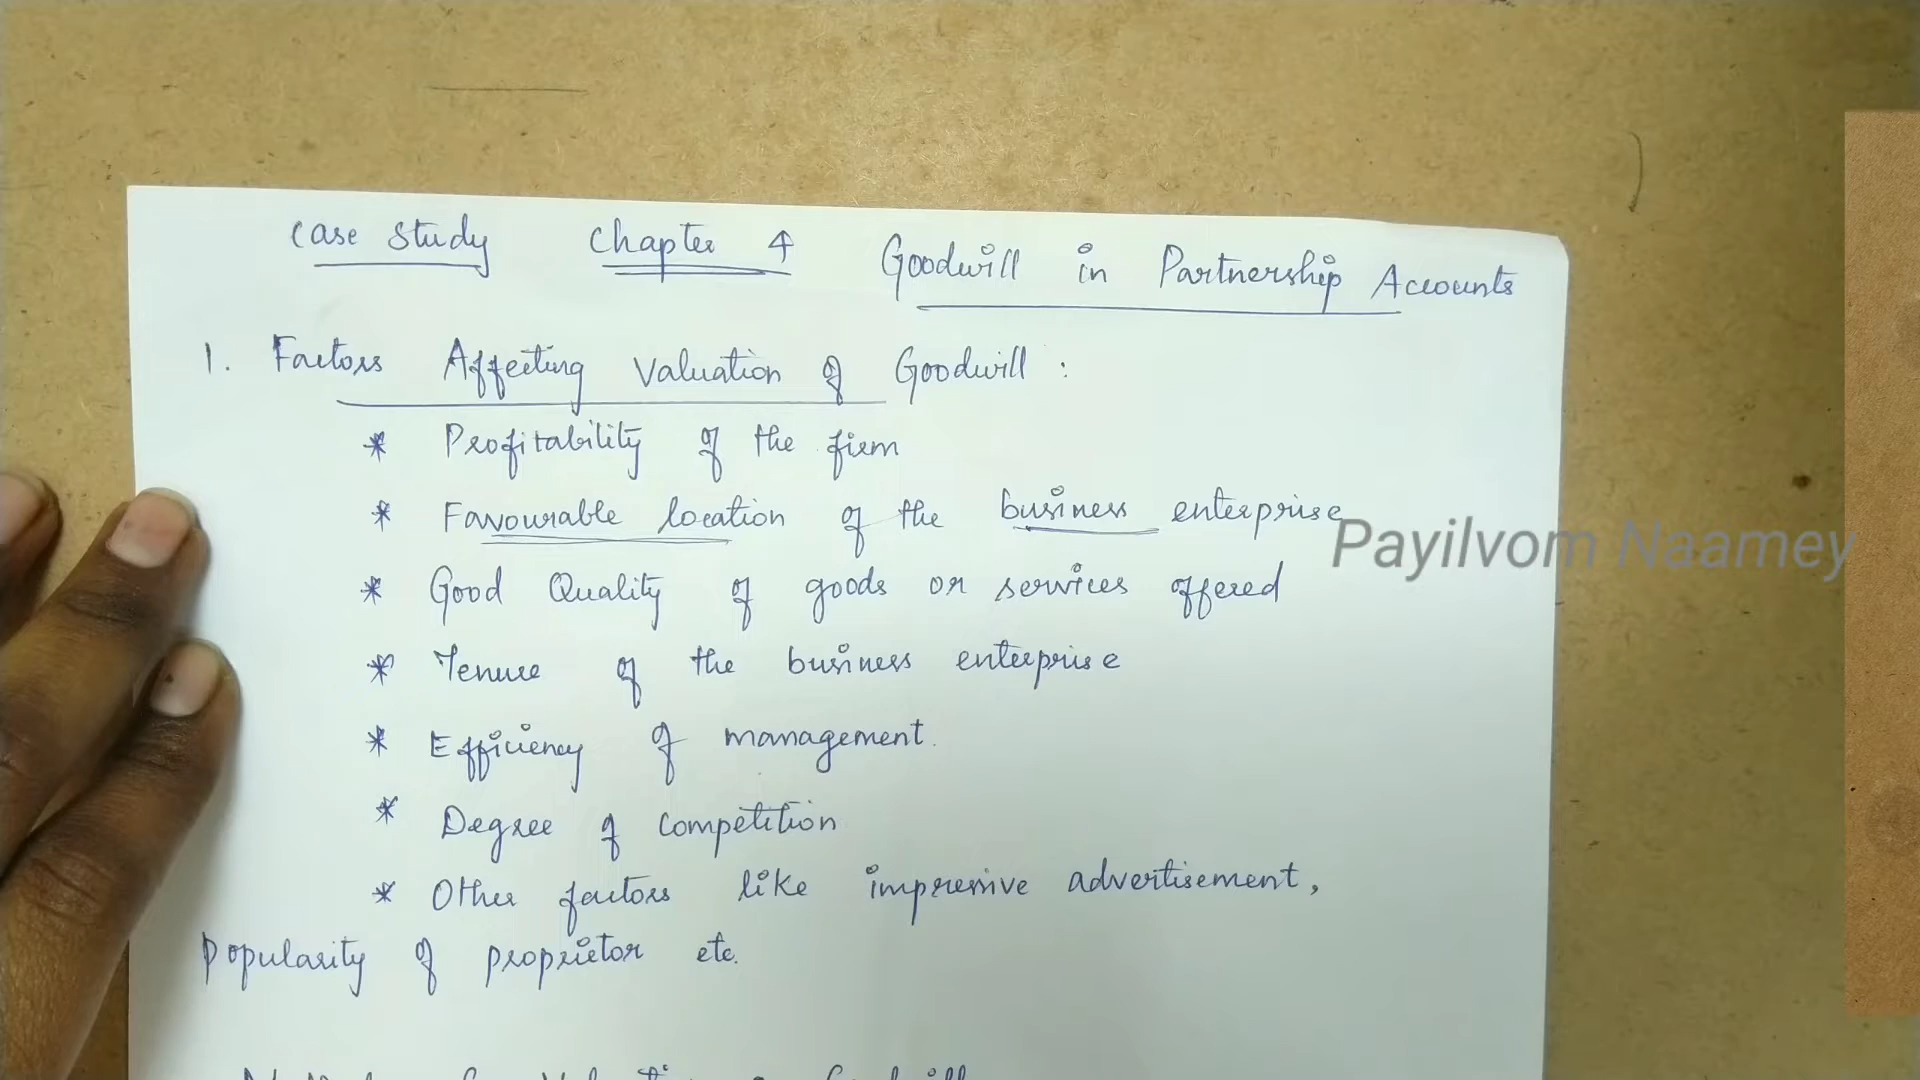 Case Study Chapter 4 Goodwill in Partnership Accounts
1. Factors Affecting Valuation of Goodwill :
* Profitability of the firm
* Favourable location of the business enterprise
Payilvom Naamey
* Good Quality of goods or services offered
* Tenure of the business enterprise
* Efficiency of management.
* Degree of competition
* Other factors like impressive advertisement,
Popularity of proprietor etc.